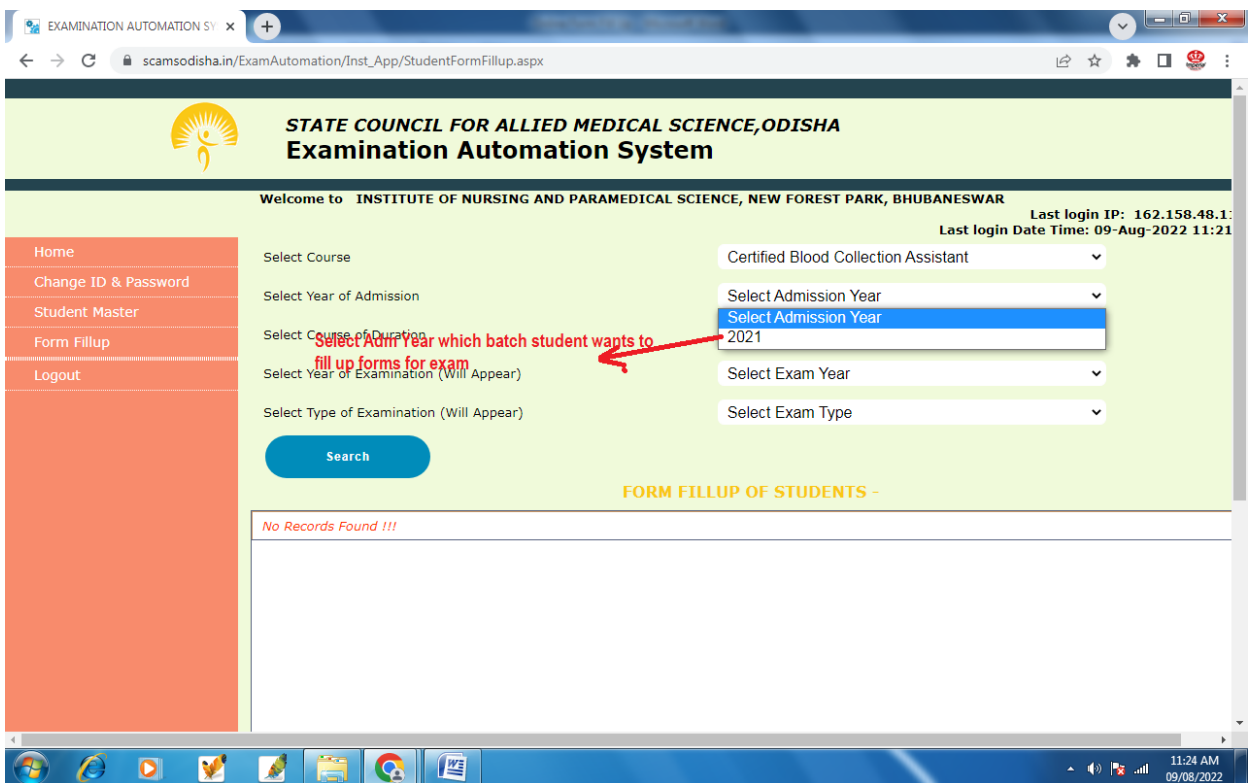 EXAMINATION AUTOMATION SY
scamsodisha.in/ExamAutomation/Inst_App/StudentFormFillup.aspx
STATE COUNCIL FOR ALLIED MEDICAL SCIENCE,ODISHA
Examination Automation System
Welcome to INSTITUTE OF NURSING AND PARAMEDICAL SCIENCE, NEW FOREST PARK, BHUBANESWAR
Last login IP: 162.158.48.1
Last login Date Time: 09-Aug-2022 11:21
Home
Change ID & Password
Student Master
Form Fillup
Logout
Select Course
Certified Blood Collection Assistant
Select Year of Admission
Select Admission Year
Select Admission Year
2021
Select Course of Duration
Select Adm Year which batch student wants to
fill up forms for exam
Select Year of Examination (Will Appear)
Select Exam Year
Select Type of Examination (Will Appear)
Select Exam Type
Search
FORM FILLUP OF STUDENTS -
No Records Found !!!
11:24 AM
09/08/2022